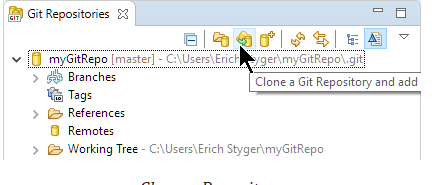 Git Repositories
myGitRepo [master] - C:\Users\Erich Styger\myGitRepo\.git
Clone a Git Repository and add
Branches
Tags
References
Remotes
Working Tree - C:\Users\Erich Styger\myGitRepo